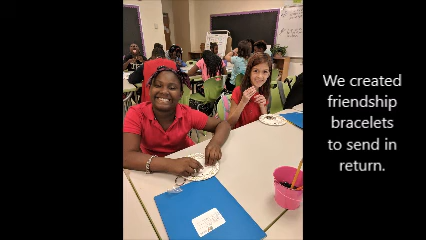 We created
friendship
bracelets
to send in
return.